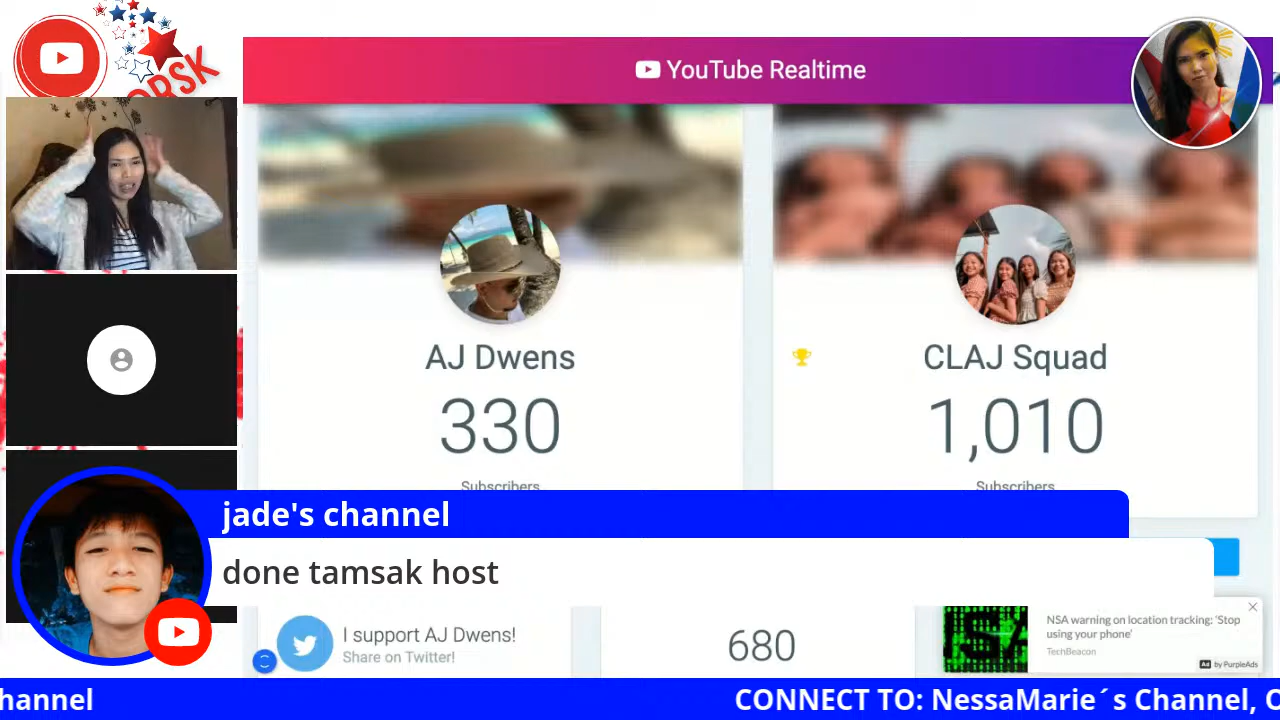 YouTube Realtime
AJ Dwens
330
Subscribers
CLAJ Squad
1,010
Subscribers
jade's channel
done tamsak host
I support AJ Dwens!
Share on Twitter!
680
NSA warning on location tracking: 'Stop
using your phone'
TechBeacon
Ad by PurpleAds
hannel
CONNECT TO: NessaMarie´s Channel,